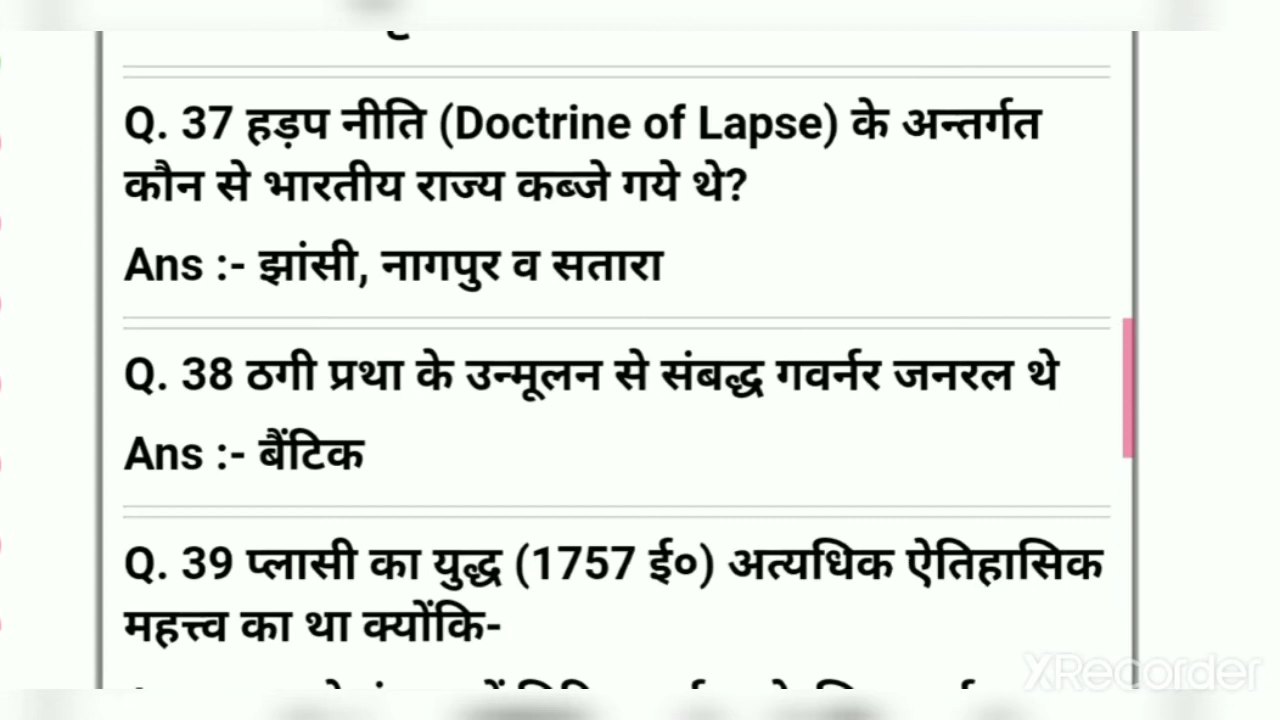 Q. 37 हड़प नीति (Doctrine of Lapse) के अन्तर्गत
कौन से भारतीय राज्य कब्जे गये थे?
Ans :- झांसी, नागपुर व सतारा
Q. 38 ठगी प्रथा के उन्मूलन से संबद्ध गवर्नर जनरल थे
Ans :- बैंटिक
Q. 39 प्लासी का युद्ध (1757 ई०) अत्यधिक ऐतिहासिक
महत्त्व का था क्योंकि-
XRecorder